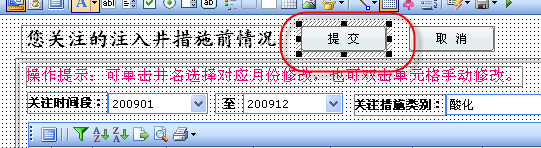 您关注的注入井措施前情况 提 交 取 消
操作提示：可单击井名选择对应月份修改，也可双击单元格手动修改。
关注时间段： 200901 至 200912 关注措施类别： 酸化